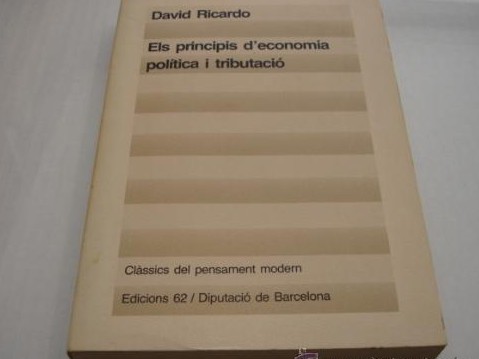 David Ricardo
Els principis d'economia
política i tributació
Clàssics del pensament modern
Edicions 62 / Diputació de Barcelona